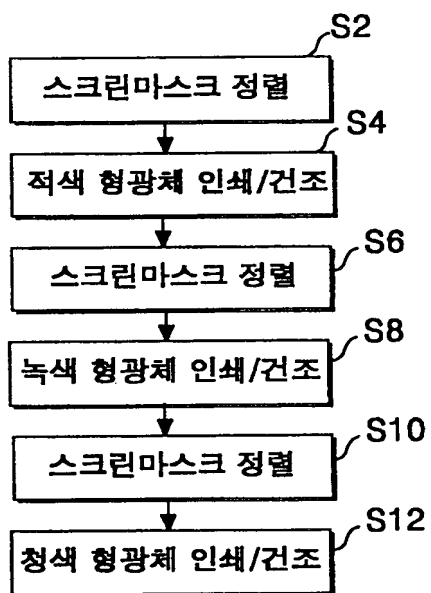 S2
스크린마스크 정렬
S4
적색 형광체 인쇄/건조
S6
스크린마스크 정렬
S8
녹색 형광체 인쇄/건조
S10
스크린마스크 정렬
S12
청색 형광체 인쇄/건조